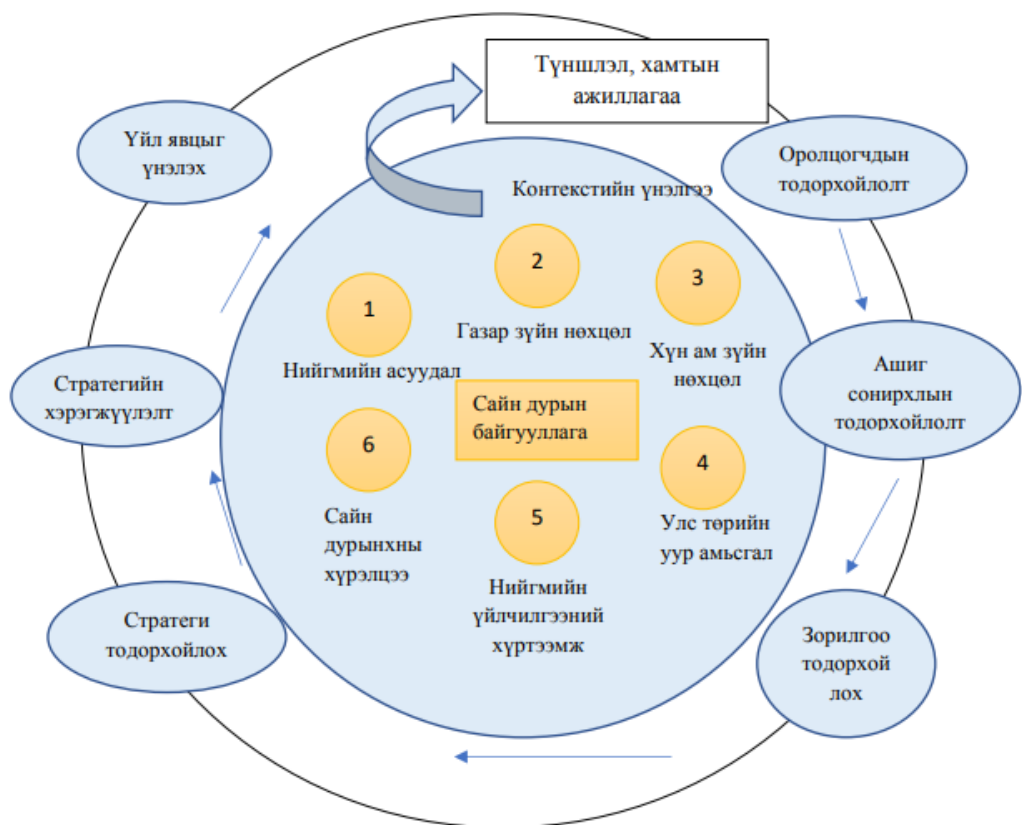 Түншлэл, хамтын
ажиллагаа
Үйл явцыг
үнэлэх
Оролцогчдын
тодорхойлолт
Контекстийн үнэлгээ
1
Нийгмийн асуудал
2
Газар зүйн нөхцөл
3
Хүн ам зүйн
нөхцөл
Стратегийн
хэрэгжүүлэлт
Сайн дурын
байгууллага
Ашиг
сонирхлын
тодорхойлолт
6
Сайн
дурынхны
хүрэлцээ
5
Нийгмийн
үйлчилгээний
хүртээмж
4
Улс төрийн
уур амьсгал
Стратеги
тодорхойлох
Зорилгоо
тодорхой
лох